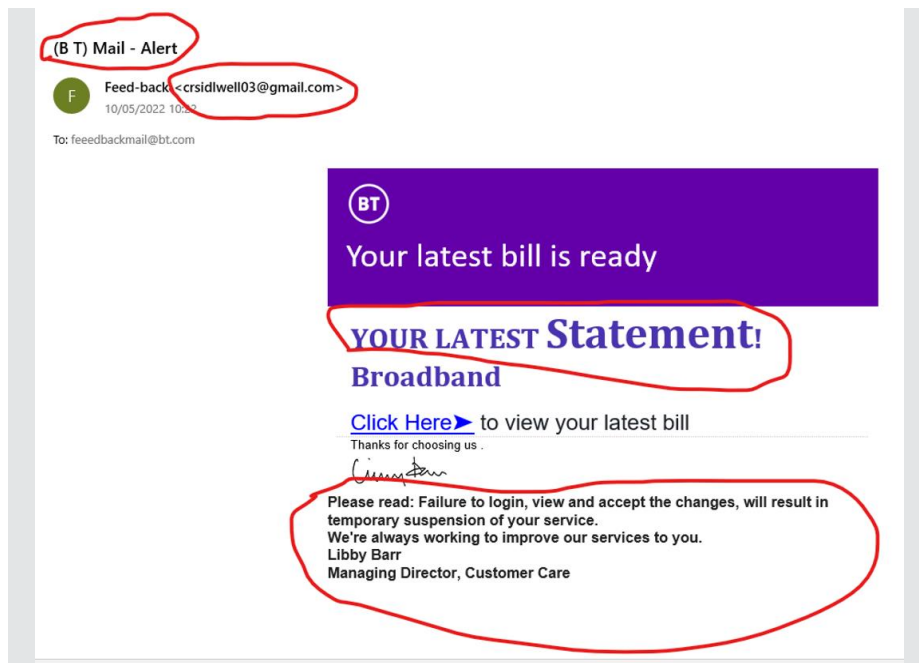 (B T) Mail - Alert
F
Feed-back <crsidlwell03@gmail.com>
10/05/2022 10:22
To: feeedbackmail@bt.com
BT
Your latest bill is ready
YOUR LATEST Statement!
Broadband
Click Here➤ to view your latest bill
Thanks for choosing us .
Please read: Failure to login, view and accept the changes, will result in
temporary suspension of your service.
We're always working to improve our services to you.
Libby Barr
Managing Director, Customer Care